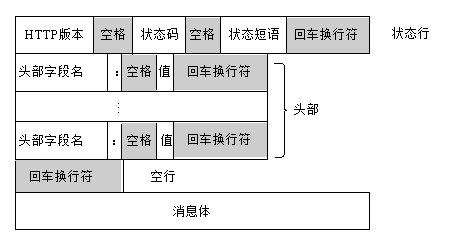 HTTP版本 空格 状态码 空格 状态短语 回车换行符 状态行
头部字段名 : 空格 值 回车换行符
⋮ 头部
头部字段名 : 空格 值 回车换行符
回车换行符 空行
消息体